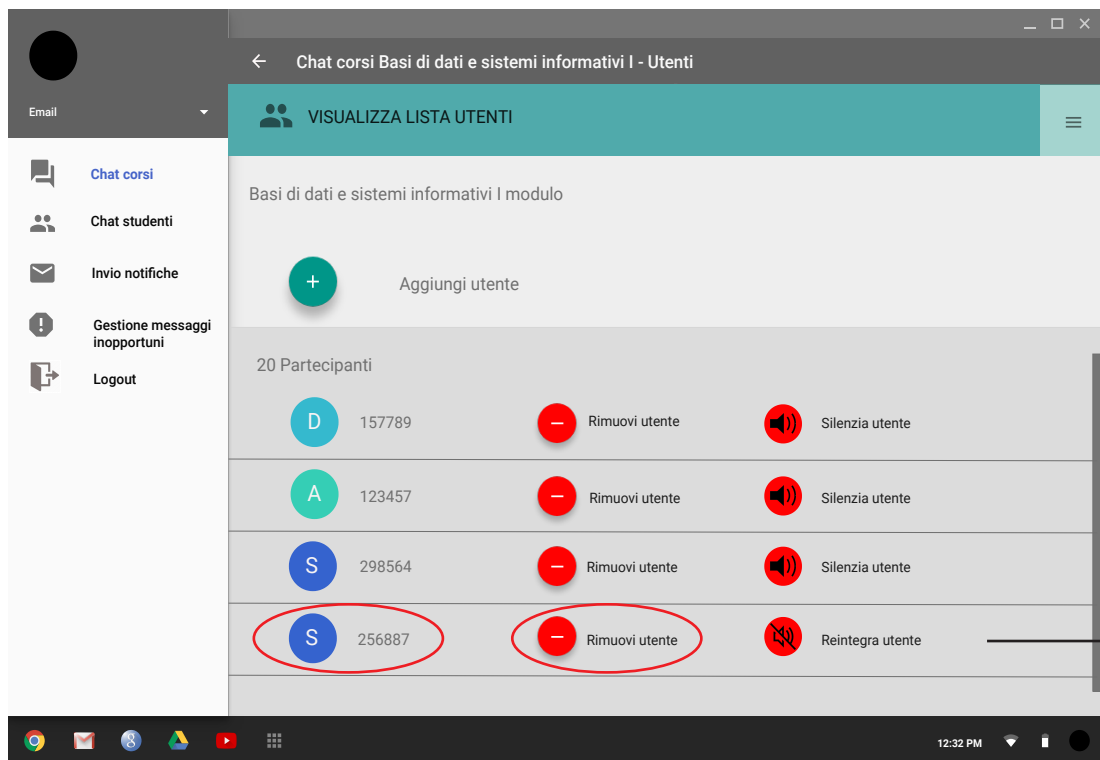 Chat corsi Basi di dati e sistemi informativi I - Utenti
Email
VISUALIZZA LISTA UTENTI
Chat corsi
Chat studenti
Invio notifiche
Gestione messaggi
inopportuni
Logout
Basi di dati e sistemi informativi I modulo
+ Aggiungi utente
20 Partecipanti
D 157789 Rimuovi utente Silenzia utente
A 123457 Rimuovi utente Silenzia utente
S 298564 Rimuovi utente Silenzia utente
S 256887 Rimuovi utente Reintegra utente
12:32 PM